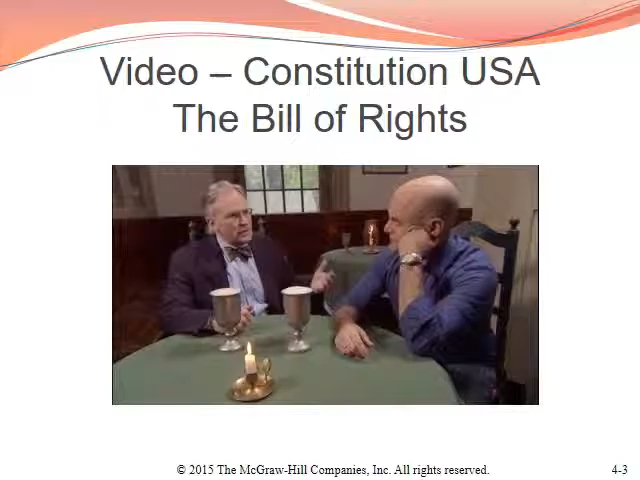 Video – Constitution USA
The Bill of Rights
© 2015 The McGraw-Hill Companies, Inc. All rights reserved.
4-3